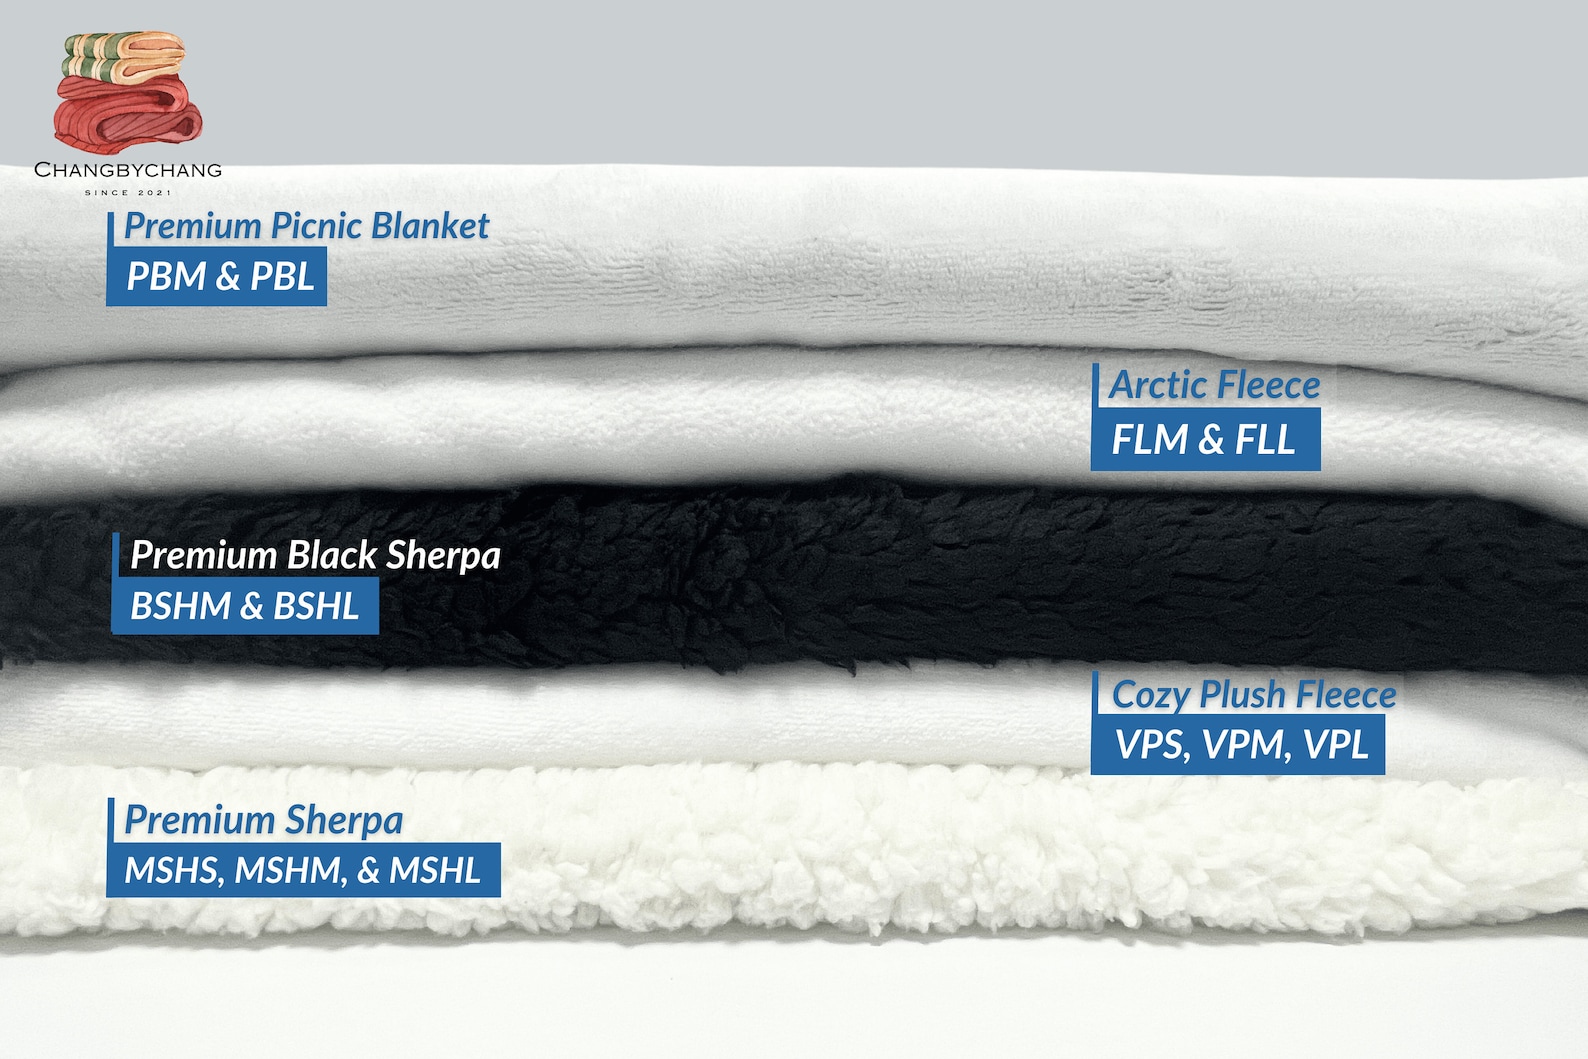 CHANGBYCHANG
SINCE 2021
Premium Picnic Blanket
PBM & PBL
Arctic Fleece
FLM & FLL
Premium Black Sherpa
BSHM & BSHL
Cozy Plush Fleece
VPS, VPM, VPL
Premium Sherpa
MSHS, MSHM, & MSHL